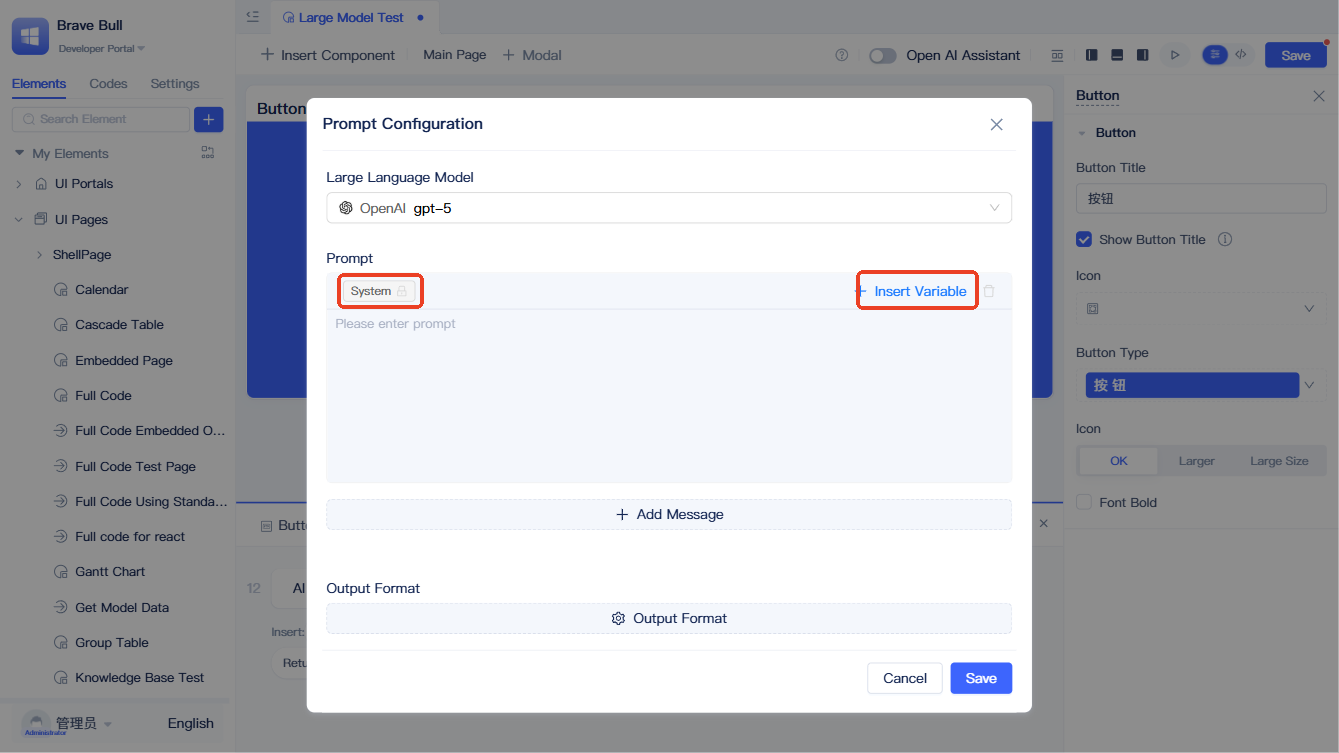 Brave Bull
Developer Portal
Elements Codes Settings
Search Element
My Elements
UI Portals
UI Pages
ShellPage
Calendar
Cascade Table
Embedded Page
Full Code
Full Code Embedded O...
Full Code Test Page
Full Code Using Standa...
Full code for react
Gantt Chart
Get Model Data
Group Table
Knowledge Base Test
管理员
Administrator
English
Large Model Test
Insert Component Main Page Modal
Open AI Assistant
Save
Button
Prompt Configuration
Large Language Model
OpenAI gpt-5
Prompt
System
Insert Variable
Please enter prompt
Add Message
Output Format
Output Format
Cancel Save
12
AI
Insert:
Button
Button
Button Title
按钮
Show Button Title
Icon
Button Type
按 钮
Icon
OK Larger Large Size
Font Bold